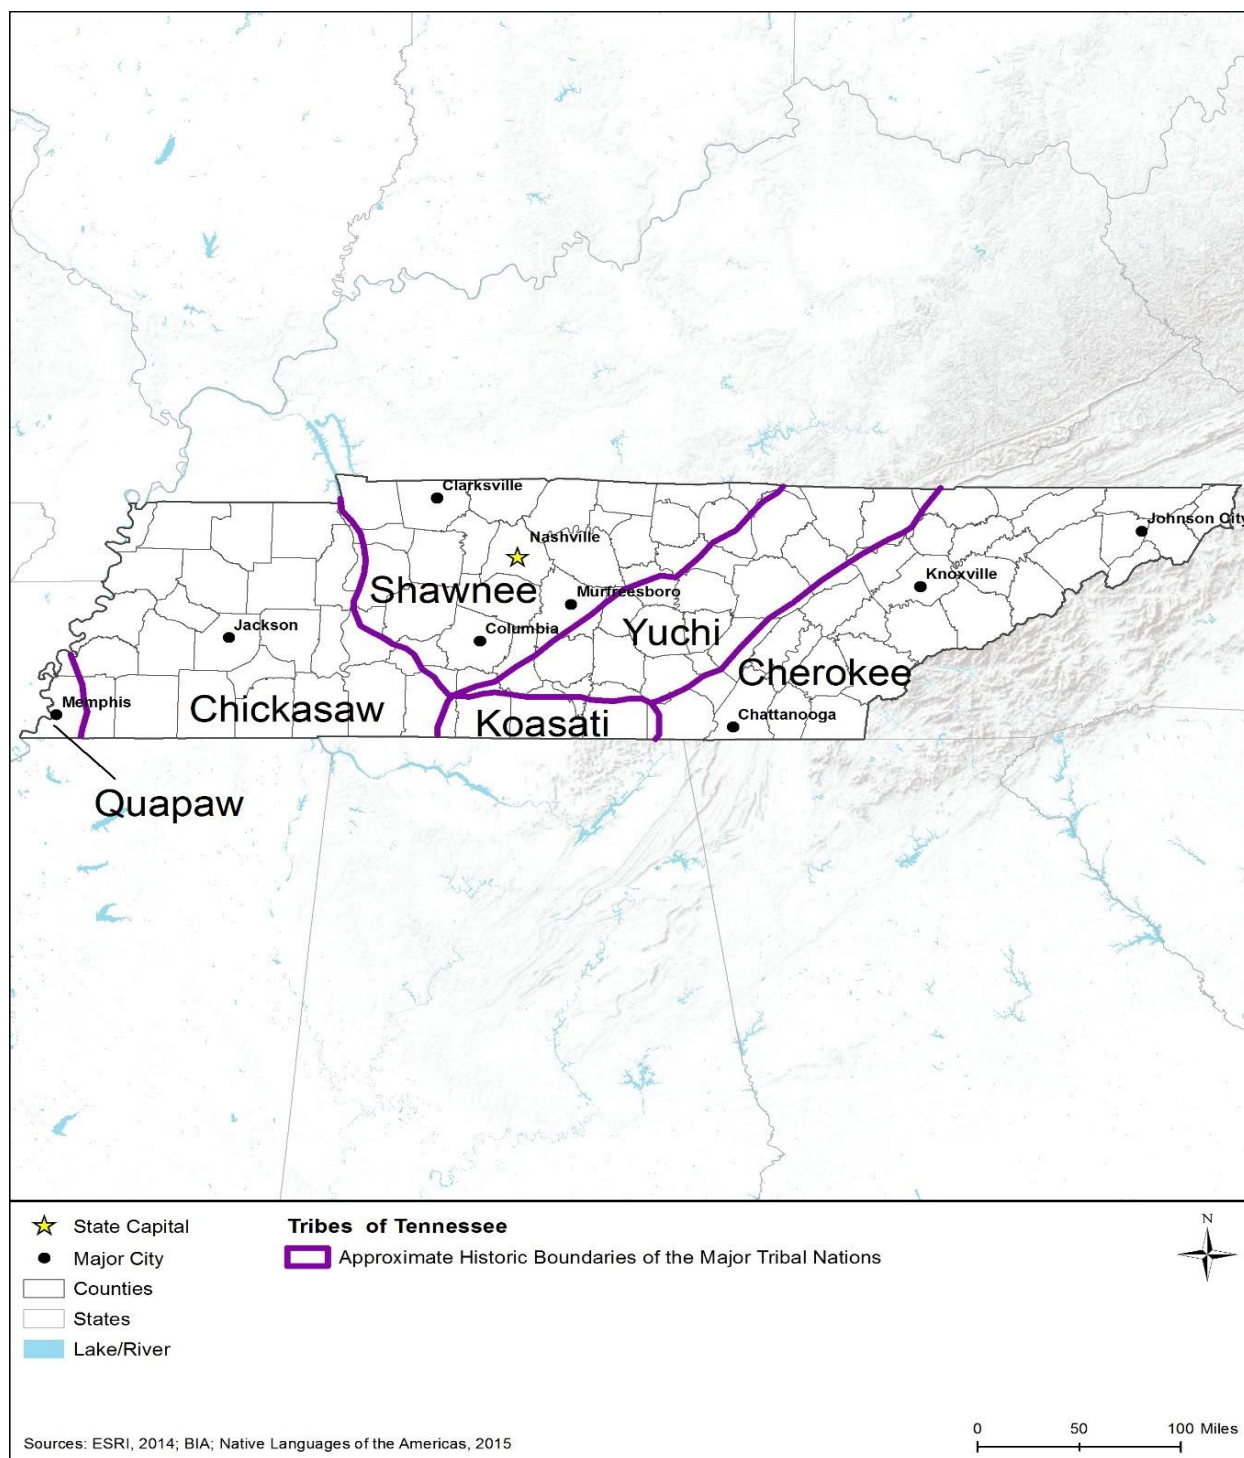 Clarksville
Johnson City
Nashville
Knoxville
Shawnee
Murfreesboro
Jackson
Columbia
Yuchi
Cherokee
Memphis
Chickasaw
Koasati
Chattanooga
Quapaw
State Capital
Major City
Counties
States
Lake/River
Tribes of Tennessee
Approximate Historic Boundaries of the Major Tribal Nations
N
0 50 100 Miles
Sources: ESRI, 2014; BIA; Native Languages of the Americas, 2015